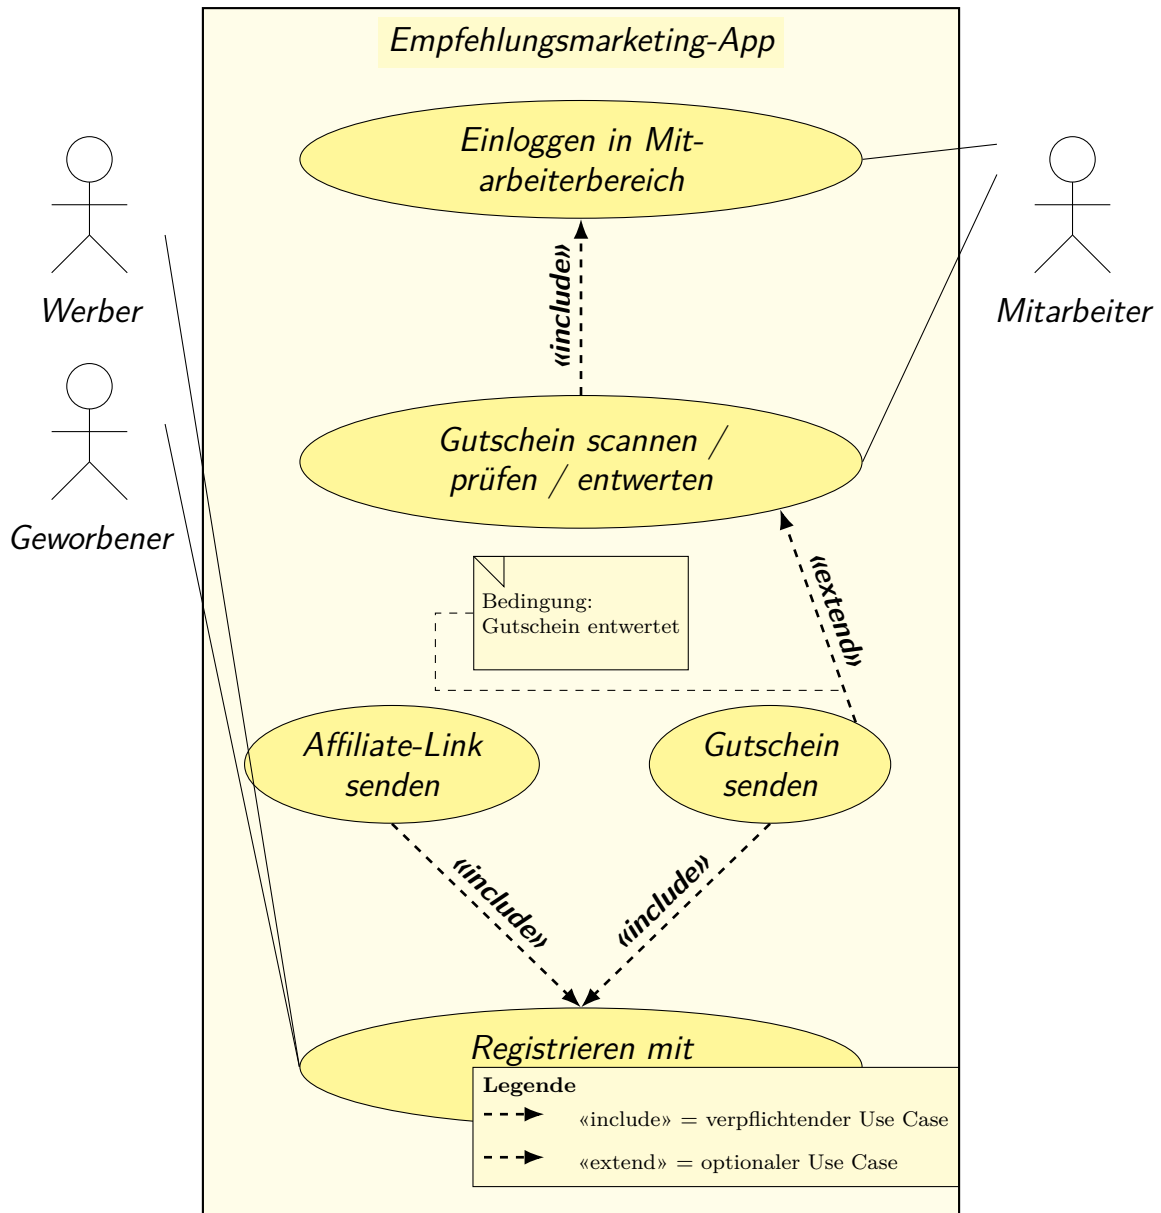 Empfehlungsmarketing-App
Einloggen in Mit-
arbeiterbereich
«include»
Werber
Mitarbeiter
Gutschein scannen /
prüfen / entwerten
Geworbener
«extend»
Bedingung:
Gutschein entwertet
Affiliate-Link
senden
Gutschein
senden
«include»
«include»
Registrieren mit
Legende
«include» = verpflichtender Use Case
«extend» = optionaler Use Case